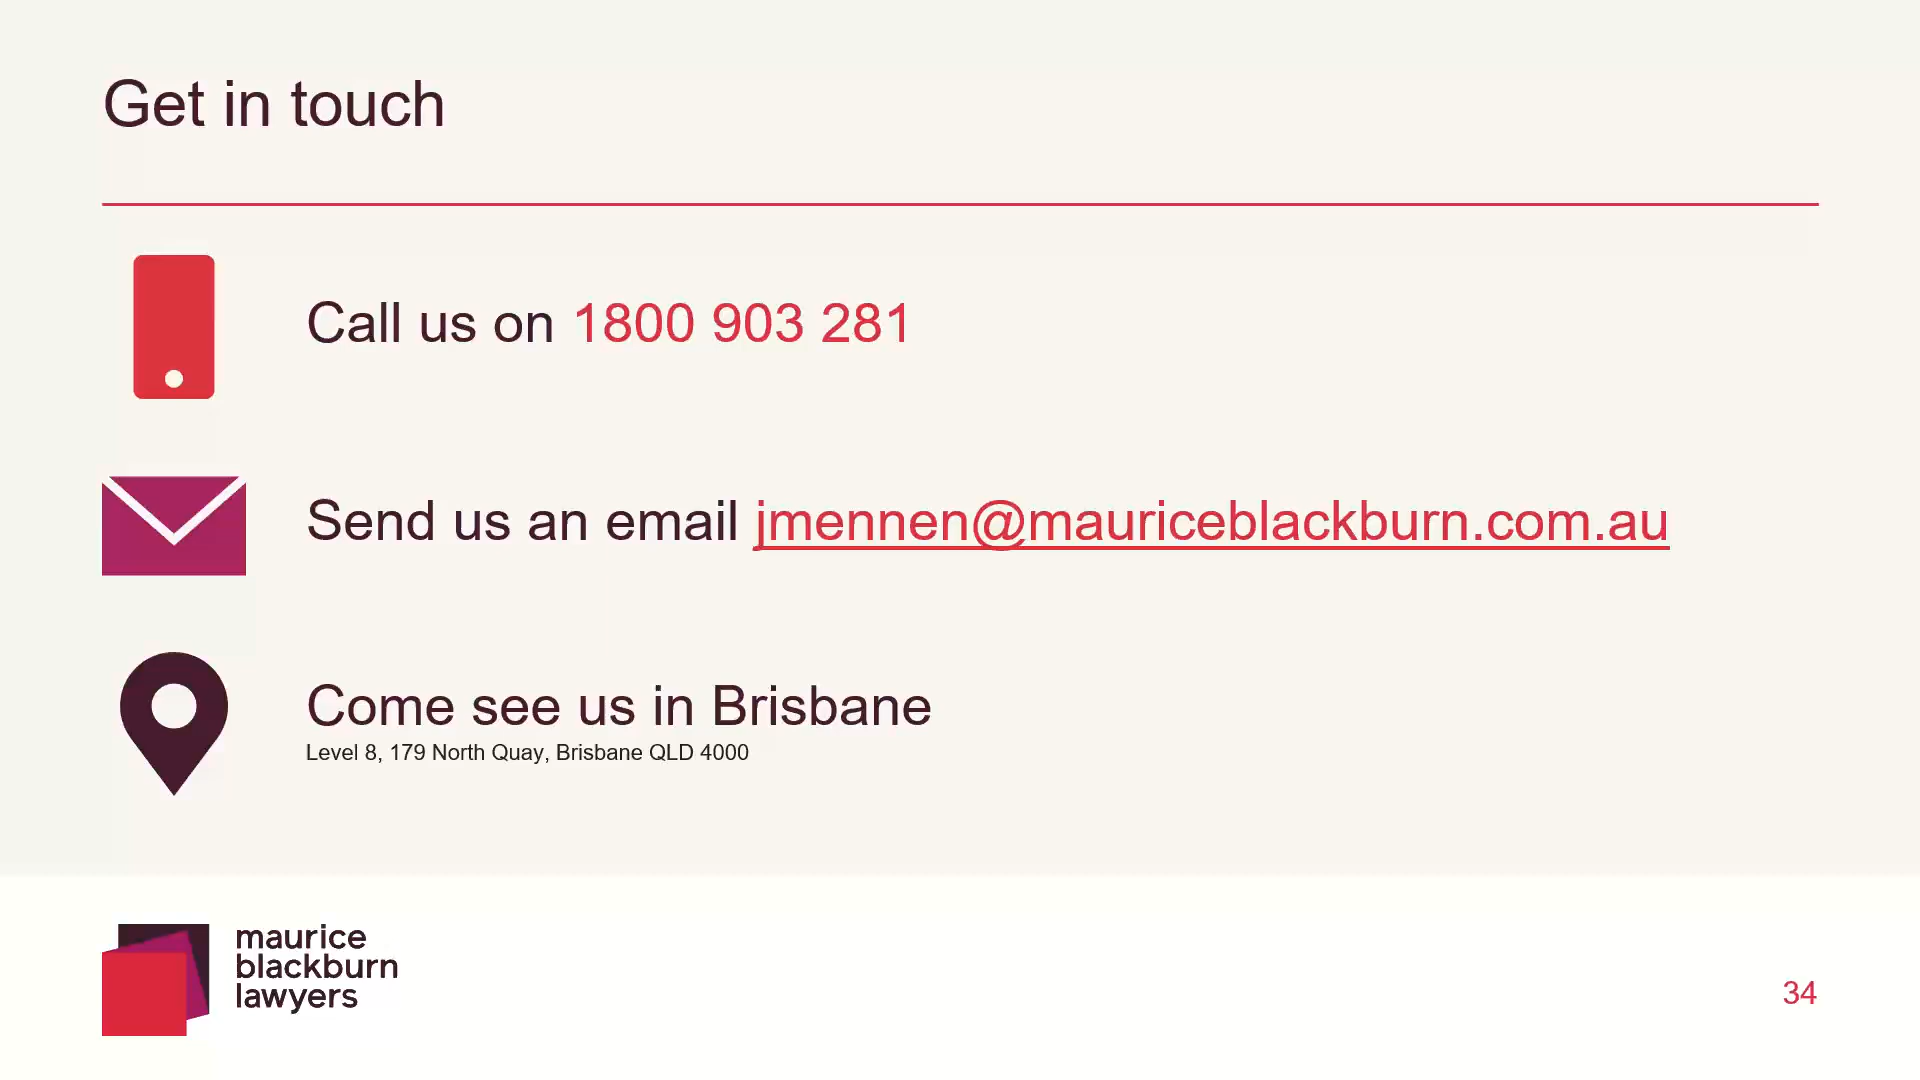 Get in touch
Call us on 1800 903 281
Send us an email jmennen@mauriceblackburn.com.au
Come see us in Brisbane
Level 8, 179 North Quay, Brisbane QLD 4000
maurice
blackburn
lawyers
34